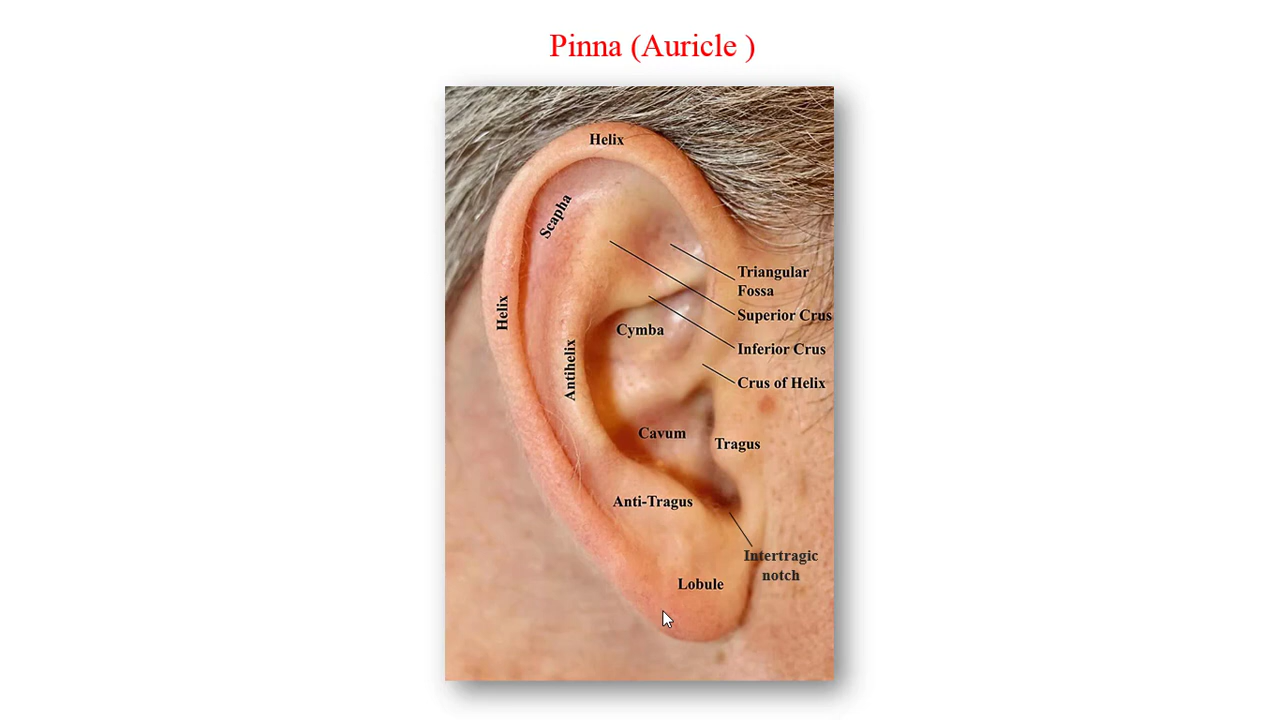 Pinna (Auricle )
Helix
Scapha
Triangular
Fossa
Helix
Superior Crus
Cymba
Inferior Crus
Antihelix
Crus of Helix
Cavum
Tragus
Anti-Tragus
Intertragic
notch
Lobule